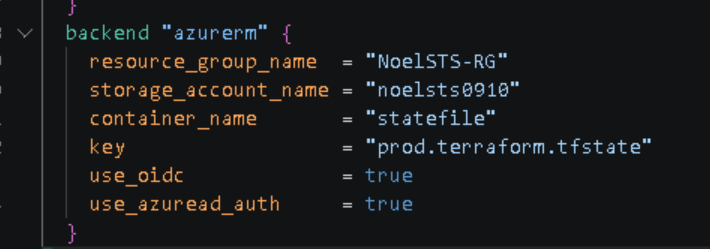 }
backend "azurerm" {
resource_group_name = "NoelSTS-RG"
storage_account_name = "noelsts0910"
container_name = "statefile"
key = "prod.terraform.tfstate"
use_oidc = true
use_azuread_auth = true
}